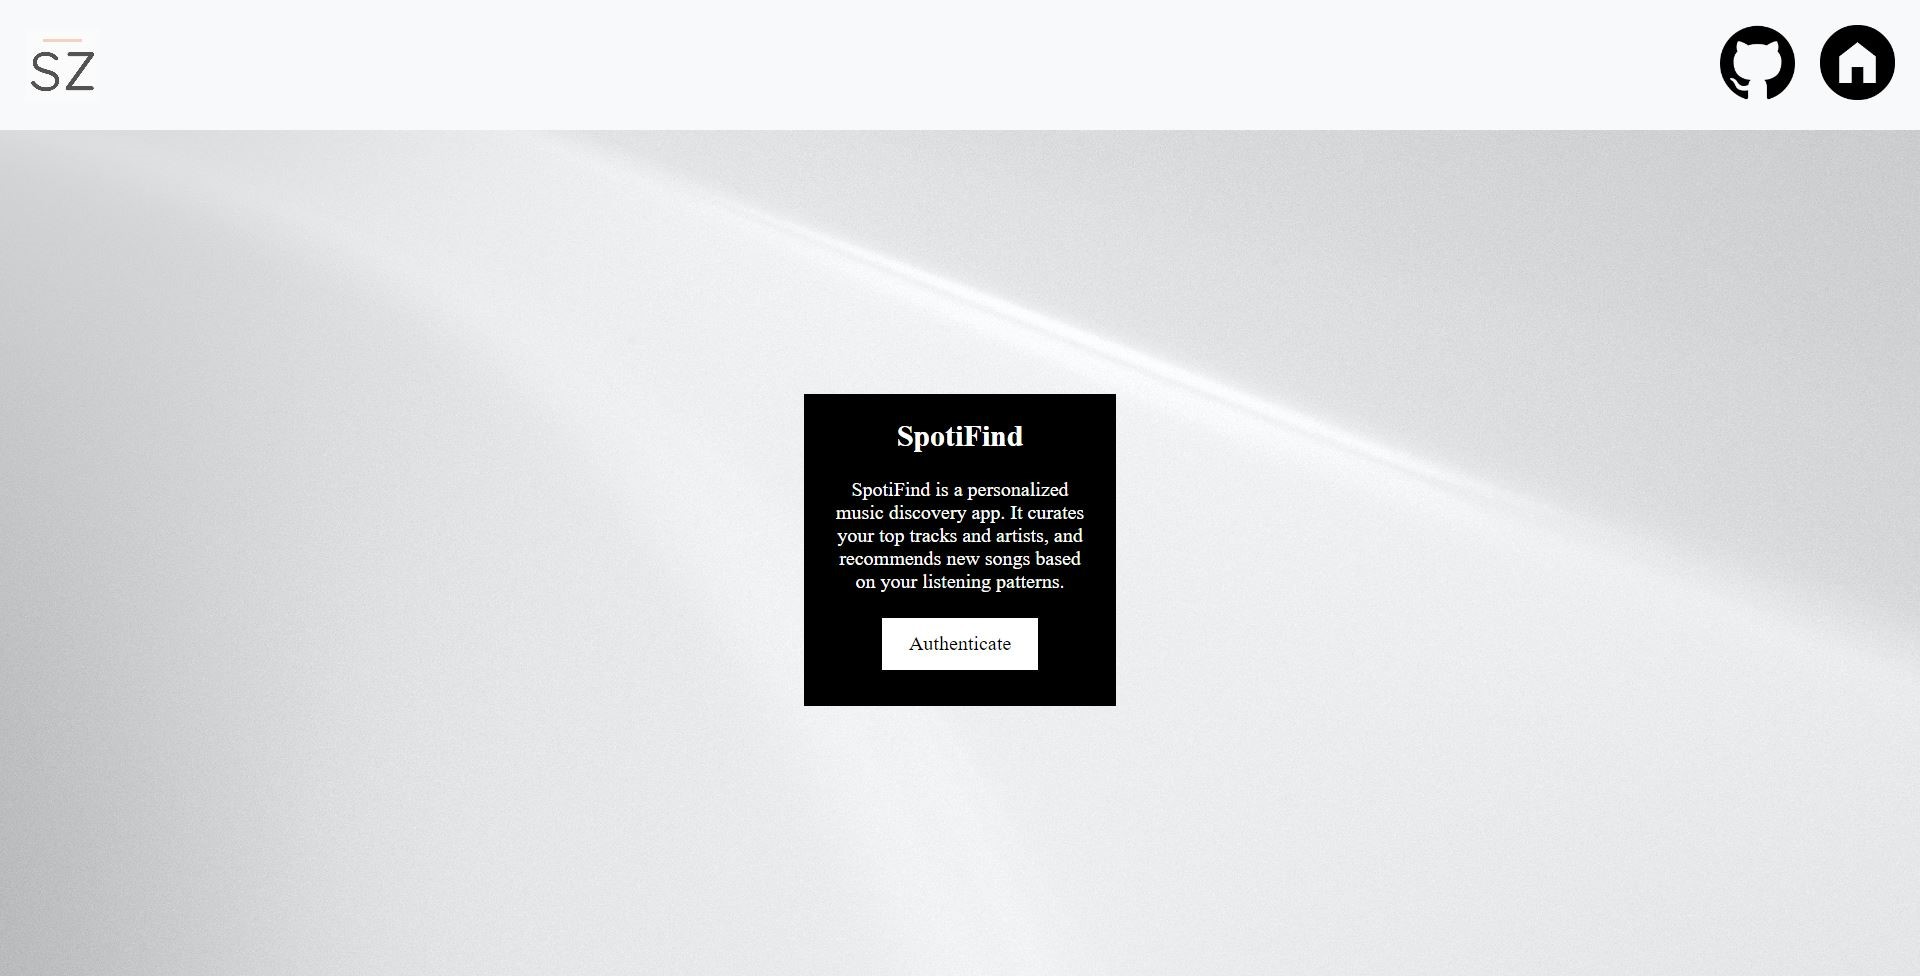 SZ
SpotiFind
SpotiFind is a personalized
music discovery app. It curates
your top tracks and artists, and
recommends new songs based
on your listening patterns.
Authenticate